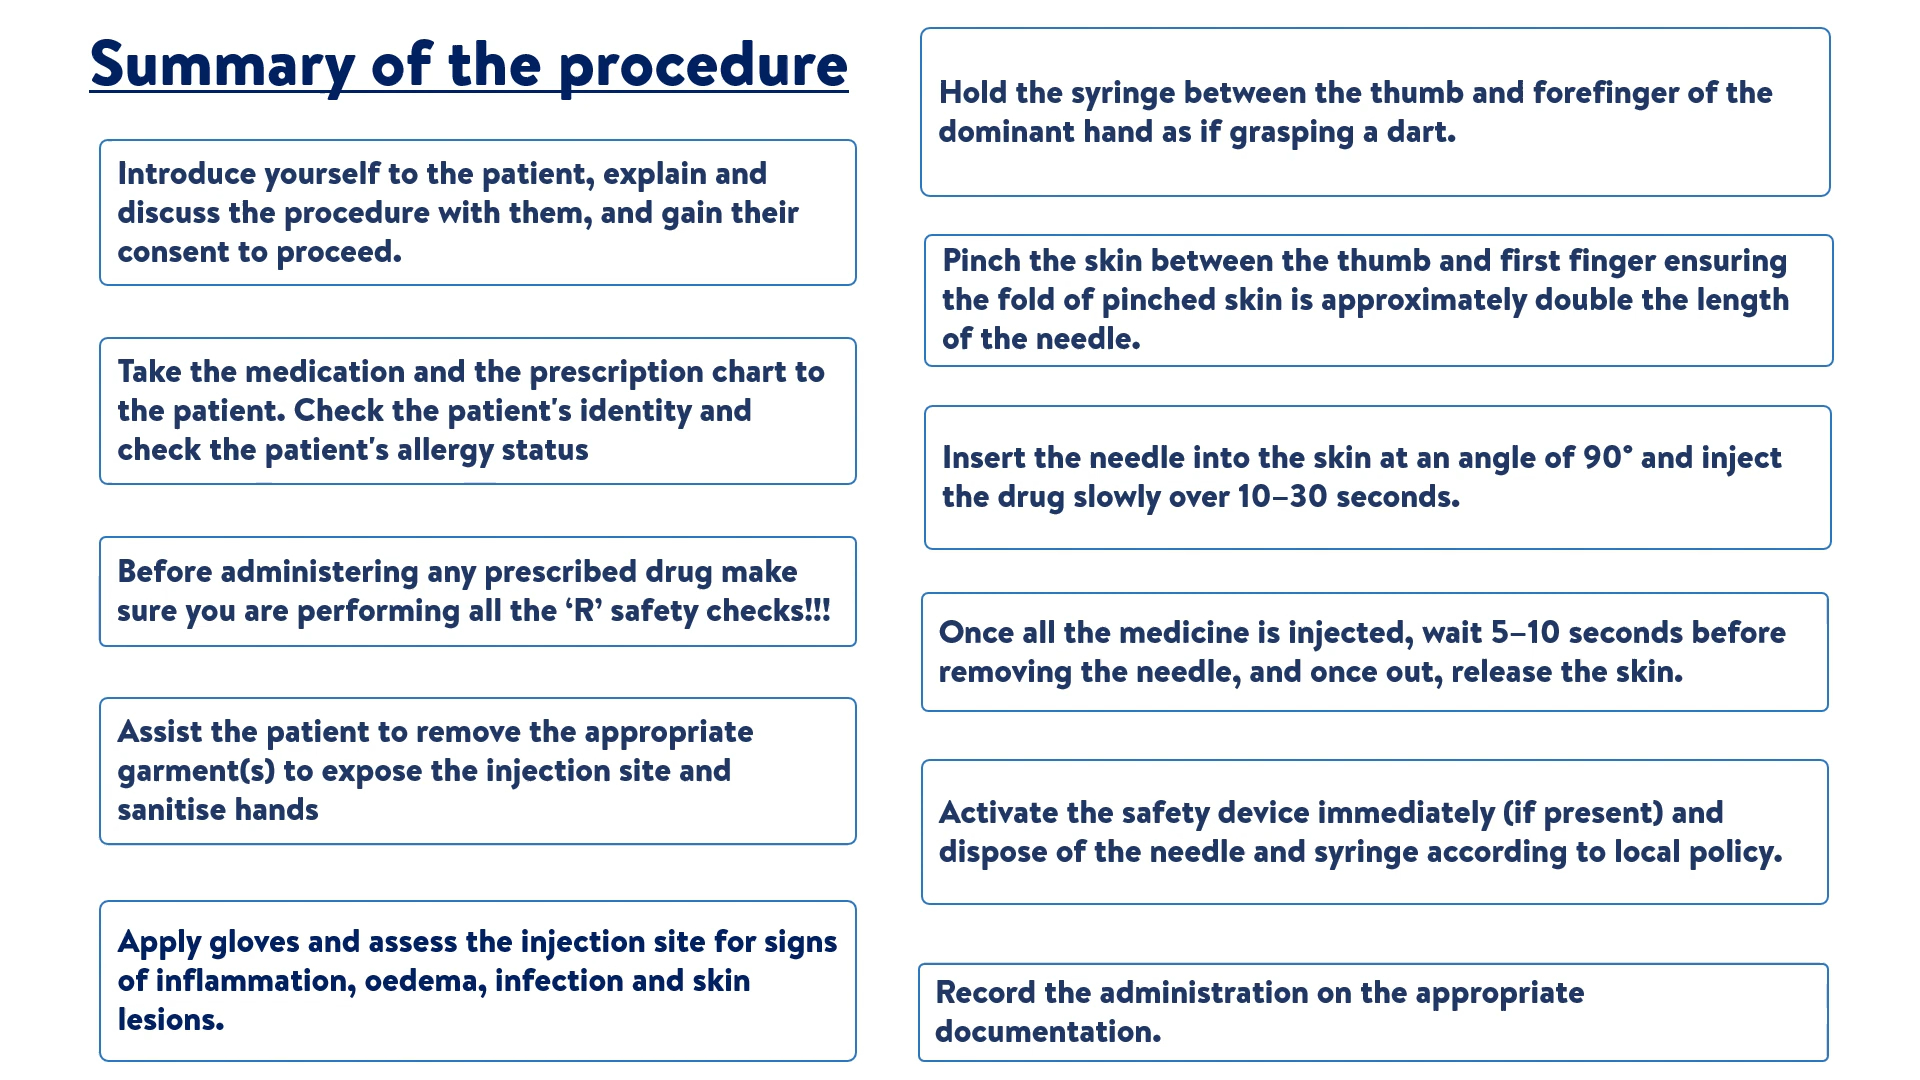 Summary of the procedure
Introduce yourself to the patient, explain and
discuss the procedure with them, and gain their
consent to proceed.
Take the medication and the prescription chart to
the patient. Check the patient's identity and
check the patient's allergy status
Before administering any prescribed drug make
sure you are performing all the ‘R’ safety checks!!!
Assist the patient to remove the appropriate
garment(s) to expose the injection site and
sanitise hands
Apply gloves and assess the injection site for signs
of inflammation, oedema, infection and skin
lesions.
Hold the syringe between the thumb and forefinger of the
dominant hand as if grasping a dart.
Pinch the skin between the thumb and first finger ensuring
the fold of pinched skin is approximately double the length
of the needle.
Insert the needle into the skin at an angle of 90° and inject
the drug slowly over 10–30 seconds.
Once all the medicine is injected, wait 5–10 seconds before
removing the needle, and once out, release the skin.
Activate the safety device immediately (if present) and
dispose of the needle and syringe according to local policy.
Record the administration on the appropriate
documentation.